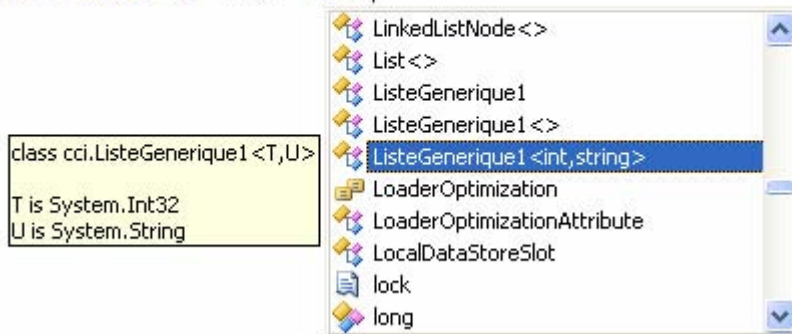 class cci.ListeGenerique1<T,U>
T is System.Int32
U is System.String
LinkedListNode<>
List<>
ListeGenerique1
ListeGenerique1<>
ListeGenerique1<int,string>
LoaderOptimization
LoaderOptimizationAttribute
LocalDataStoreSlot
lock
long